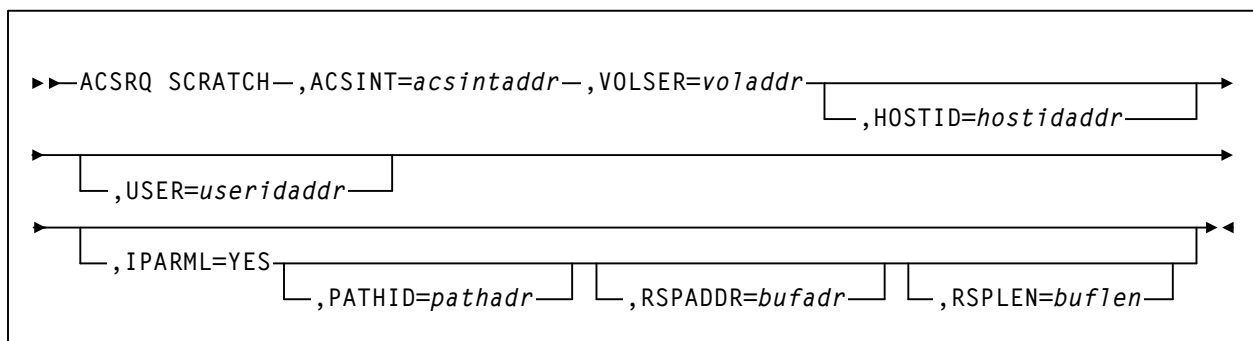 ACSRQ SCRATCH ,ACSINT=acsintaddr ,VOLSER=voladdr
,HOSTID=hostidaddr
,USER=useridaddr
,IPARML=YES
,PATHID=pathadr ,RSPADDR=bufadr ,RSPLEN=buflen